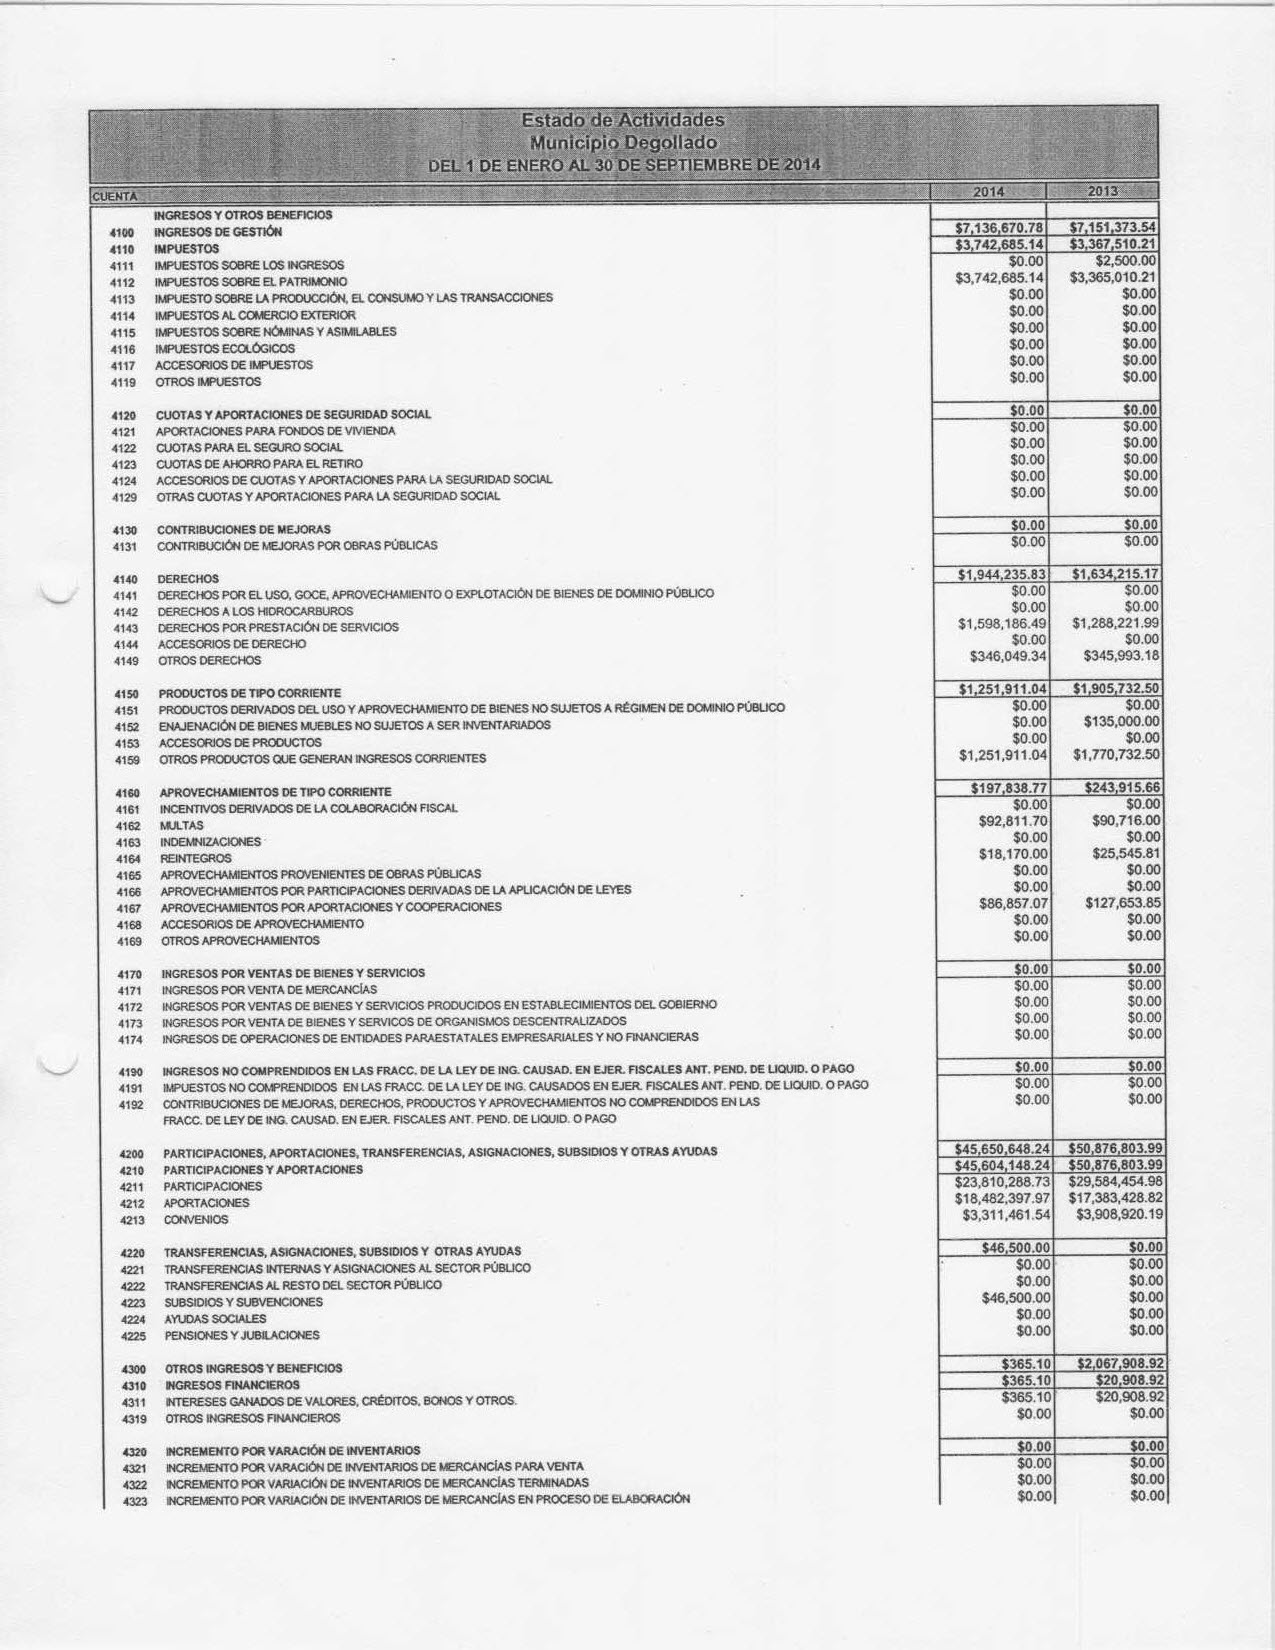 Estado de Actividades
Municipio Degollado
DEL 1 DE ENERO AL 30 DE SEPTIEMBRE DE 2014
CUENTA 2014 2013
INGRESOS Y OTROS BENEFICIOS
4100 INGRESOS DE GESTIÓN $7,136,670.78 $7,151,373.54
4110 IMPUESTOS $3,742,685.14 $3,367,510.21
4111 IMPUESTOS SOBRE LOS INGRESOS $0.00 $2,500.00
4112 IMPUESTOS SOBRE EL PATRIMONIO $3,742,685.14 $3,365,010.21
4113 IMPUESTO SOBRE LA PRODUCCIÓN, EL CONSUMO Y LAS TRANSACCIONES $0.00 $0.00
4114 IMPUESTOS AL COMERCIO EXTERIOR $0.00 $0.00
4115 IMPUESTOS SOBRE NÓMINAS Y ASIMILABLES $0.00 $0.00
4116 IMPUESTOS ECOLÓGICOS $0.00 $0.00
4117 ACCESORIOS DE IMPUESTOS $0.00 $0.00
4119 OTROS IMPUESTOS $0.00 $0.00
4120 CUOTAS Y APORTACIONES DE SEGURIDAD SOCIAL $0.00 $0.00
4121 APORTACIONES PARA FONDOS DE VIVIENDA $0.00 $0.00
4122 CUOTAS PARA EL SEGURO SOCIAL $0.00 $0.00
4123 CUOTAS DE AHORRO PARA EL RETIRO $0.00 $0.00
4124 ACCESORIOS DE CUOTAS Y APORTACIONES PARA LA SEGURIDAD SOCIAL $0.00 $0.00
4129 OTRAS CUOTAS Y APORTACIONES PARA LA SEGURIDAD SOCIAL $0.00 $0.00
4130 CONTRIBUCIONES DE MEJORAS $0.00 $0.00
4131 CONTRIBUCIÓN DE MEJORAS POR OBRAS PÚBLICAS $0.00 $0.00
4140 DERECHOS $1,944,235.83 $1,634,215.17
4141 DERECHOS POR EL USO, GOCE, APROVECHAMIENTO O EXPLOTACIÓN DE BIENES DE DOMINIO PÚBLICO $0.00 $0.00
4142 DERECHOS A LOS HIDROCARBUROS $0.00 $0.00
4143 DERECHOS POR PRESTACIÓN DE SERVICIOS $1,598,186.49 $1,288,221.99
4144 ACCESORIOS DE DERECHO $0.00 $0.00
4149 OTROS DERECHOS $346,049.34 $345,993.18
4150 PRODUCTOS DE TIPO CORRIENTE $1,251,911.04 $1,905,732.50
4151 PRODUCTOS DERIVADOS DEL USO Y APROVECHAMIENTO DE BIENES NO SUJETOS A RÉGIMEN DE DOMINIO PÚBLICO $0.00 $0.00
4152 ENAJENACIÓN DE BIENES MUEBLES NO SUJETOS A SER INVENTARIADOS $0.00 $135,000.00
4153 ACCESORIOS DE PRODUCTOS $0.00 $0.00
4159 OTROS PRODUCTOS QUE GENERAN INGRESOS CORRIENTES $1,251,911.04 $1,770,732.50
4160 APROVECHAMIENTOS DE TIPO CORRIENTE $197,838.77 $243,915.66
4161 INCENTIVOS DERIVADOS DE LA COLABORACIÓN FISCAL $0.00 $0.00
4162 MULTAS $92,811.70 $90,716.00
4163 INDEMNIZACIONES $0.00 $0.00
4164 REINTEGROS $18,170.00 $25,545.81
4165 APROVECHAMIENTOS PROVENIENTES DE OBRAS PÚBLICAS $0.00 $0.00
4166 APROVECHAMIENTOS POR PARTICIPACIONES DERIVADAS DE LA APLICACIÓN DE LEYES $0.00 $0.00
4167 APROVECHAMIENTOS POR APORTACIONES Y COOPERACIONES $86,857.07 $127,653.85
4168 ACCESORIOS DE APROVECHAMIENTO $0.00 $0.00
4169 OTROS APROVECHAMIENTOS $0.00 $0.00
4170 INGRESOS POR VENTAS DE BIENES Y SERVICIOS $0.00 $0.00
4171 INGRESOS POR VENTA DE MERCANCÍAS $0.00 $0.00
4172 INGRESOS POR VENTAS DE BIENES Y SERVICIOS PRODUCIDOS EN ESTABLECIMIENTOS DEL GOBIERNO $0.00 $0.00
4173 INGRESOS POR VENTA DE BIENES Y SERVICOS DE ORGANISMOS DESCENTRALIZADOS $0.00 $0.00
4174 INGRESOS DE OPERACIONES DE ENTIDADES PARAESTATALES EMPRESARIALES Y NO FINANCIERAS $0.00 $0.00
4190 INGRESOS NO COMPRENDIDOS EN LAS FRACC. DE LA LEY DE ING. CAUSAD. EN EJER. FISCALES ANT. PEND. DE LIQUID. O PAGO $0.00 $0.00
4191 IMPUESTOS NO COMPRENDIDOS EN LAS FRACC. DE LA LEY DE ING. CAUSADOS EN EJER. FISCALES ANT. PEND. DE LIQUID. O PAGO $0.00 $0.00
4192 CONTRIBUCIONES DE MEJORAS, DERECHOS, PRODUCTOS Y APROVECHAMIENTOS NO COMPRENDIDOS EN LAS $0.00 $0.00
FRACC. DE LEY DE ING. CAUSAD. EN EJER. FISCALES ANT. PEND. DE LIQUID. O PAGO
4200 PARTICIPACIONES, APORTACIONES, TRANSFERENCIAS, ASIGNACIONES, SUBSIDIOS Y OTRAS AYUDAS $45,650,648.24 $50,876,803.99
4210 PARTICIPACIONES Y APORTACIONES $45,604,148.24 $50,876,803.99
4211 PARTICIPACIONES $23,810,288.73 $29,584,454.98
4212 APORTACIONES $18,482,397.97 $17,383,428.82
4213 CONVENIOS $3,311,461.54 $3,908,920.19
4220 TRANSFERENCIAS, ASIGNACIONES, SUBSIDIOS Y OTRAS AYUDAS $46,500.00 $0.00
4221 TRANSFERENCIAS INTERNAS Y ASIGNACIONES AL SECTOR PÚBLICO $0.00 $0.00
4222 TRANSFERENCIAS AL RESTO DEL SECTOR PÚBLICO $0.00 $0.00
4223 SUBSIDIOS Y SUBVENCIONES $46,500.00 $0.00
4224 AYUDAS SOCIALES $0.00 $0.00
4225 PENSIONES Y JUBILACIONES $0.00 $0.00
4300 OTROS INGRESOS Y BENEFICIOS $365.10 $2,067,908.92
4310 INGRESOS FINANCIEROS $365.10 $20,908.92
4311 INTERESES GANADOS DE VALORES, CRÉDITOS, BONOS Y OTROS. $365.10 $20,908.92
4319 OTROS INGRESOS FINANCIEROS $0.00 $0.00
4320 INCREMENTO POR VARACIÓN DE INVENTARIOS $0.00 $0.00
4321 INCREMENTO POR VARACIÓN DE INVENTARIOS DE MERCANCÍAS PARA VENTA $0.00 $0.00
4322 INCREMENTO POR VARIACIÓN DE INVENTARIOS DE MERCANCÍAS TERMINADAS $0.00 $0.00
4323 INCREMENTO POR VARIACIÓN DE INVENTARIOS DE MERCANCÍAS EN PROCESO DE ELABORACIÓN $0.00 $0.00